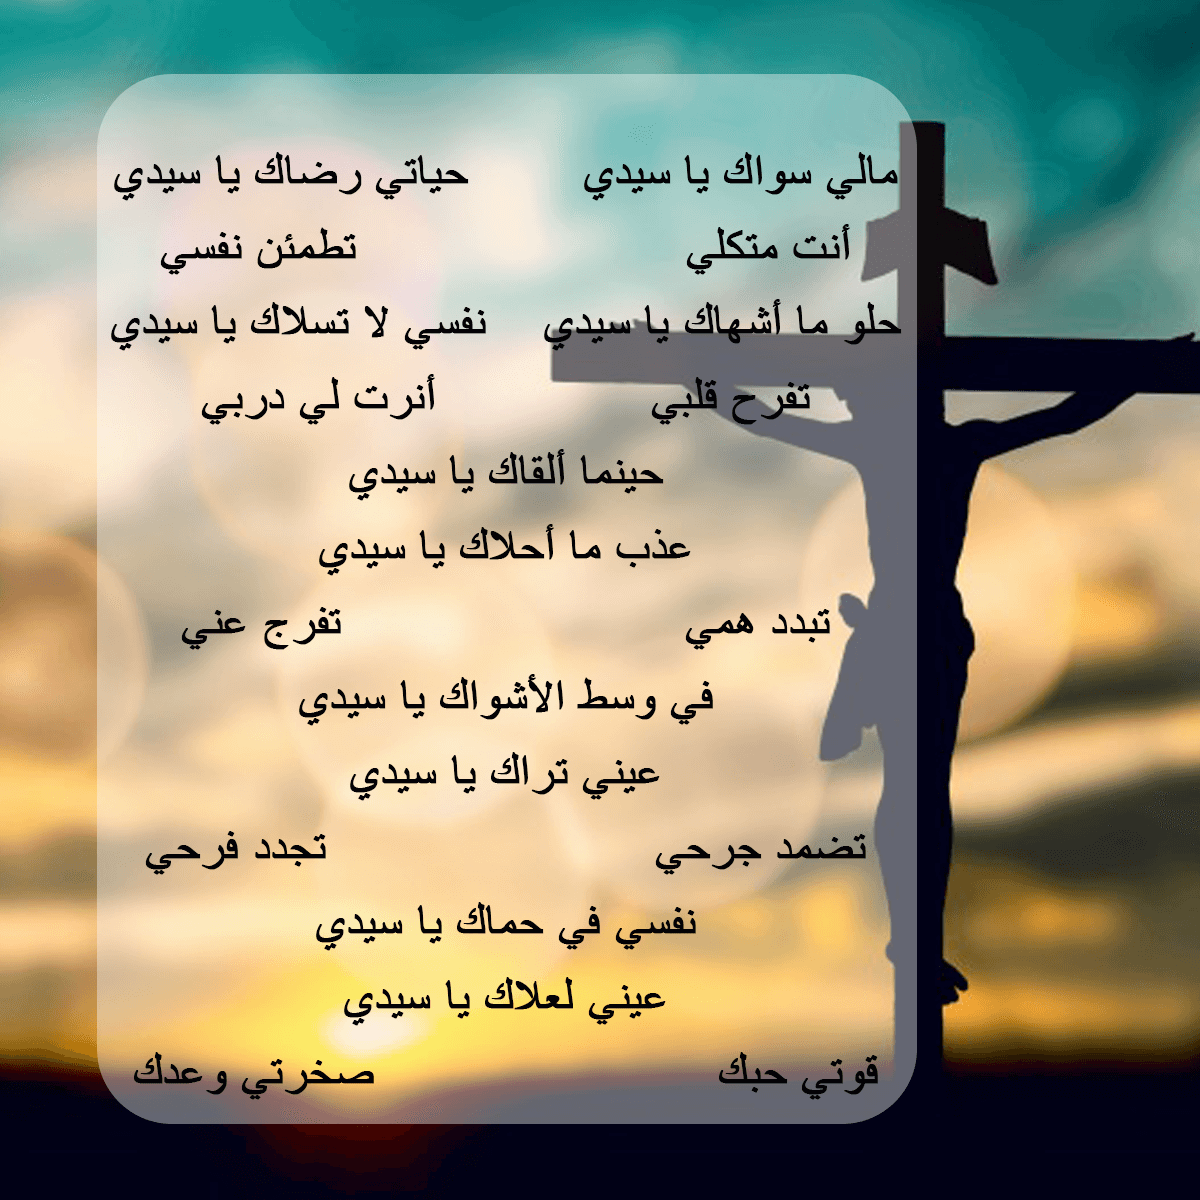 مالي سواك يا سيدي حياتي رضاك يا سيدي
أنت متكلي تطمئن نفسي
حلو ما أشهاك يا سيدي نفسي لا تسلاك يا سيدي
تفرح قلبي أنرت لي دربي
حينما ألقاك يا سيدي
عذب ما أحلاك يا سيدي
تبدد همي تفرج عني
في وسط الأشواك يا سيدي
عيني تراك يا سيدي
تضمد جرحي تجدد فرحي
نفسي في حماك يا سيدي
عيني لعلاك يا سيدي
قوتي حبك صخرتي وعدك